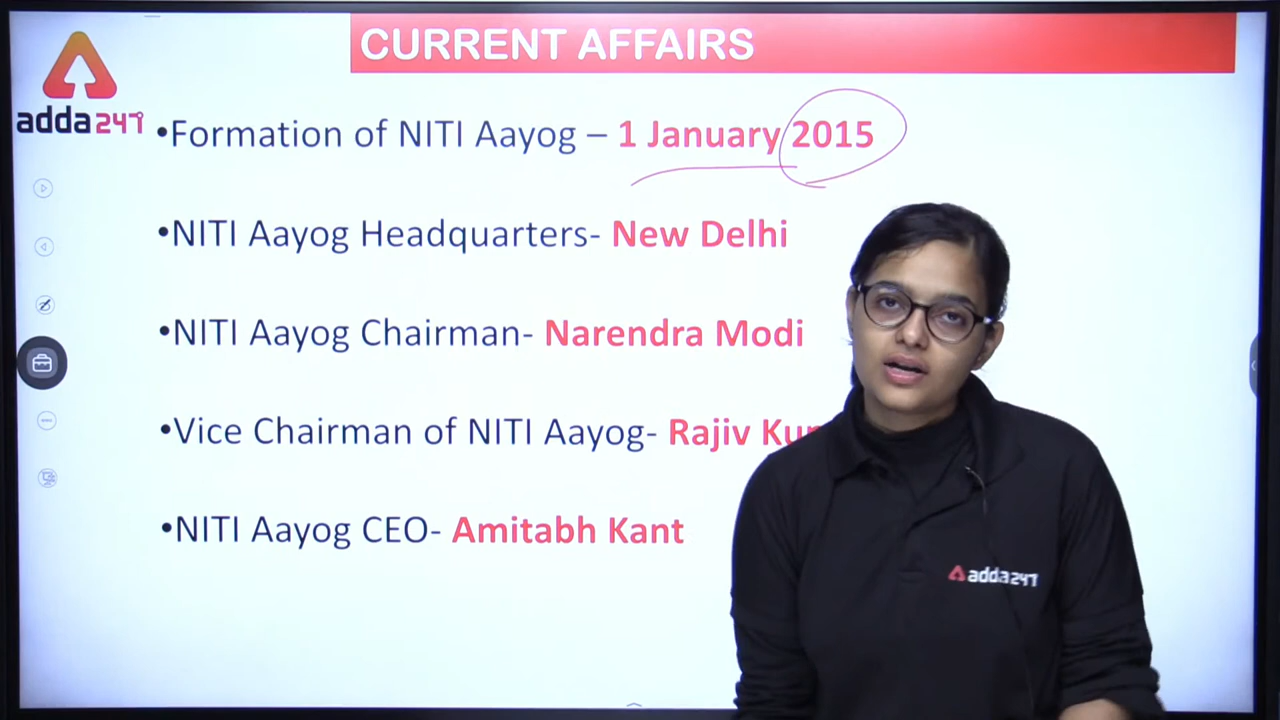 CURRENT AFFAIRS
adda247
•Formation of NITI Aayog – 1 January 2015
•NITI Aayog Headquarters- New Delhi
•NITI Aayog Chairman- Narendra Modi
•Vice Chairman of NITI Aayog- Rajiv
•NITI Aayog CEO- Amitabh Kant
adda247